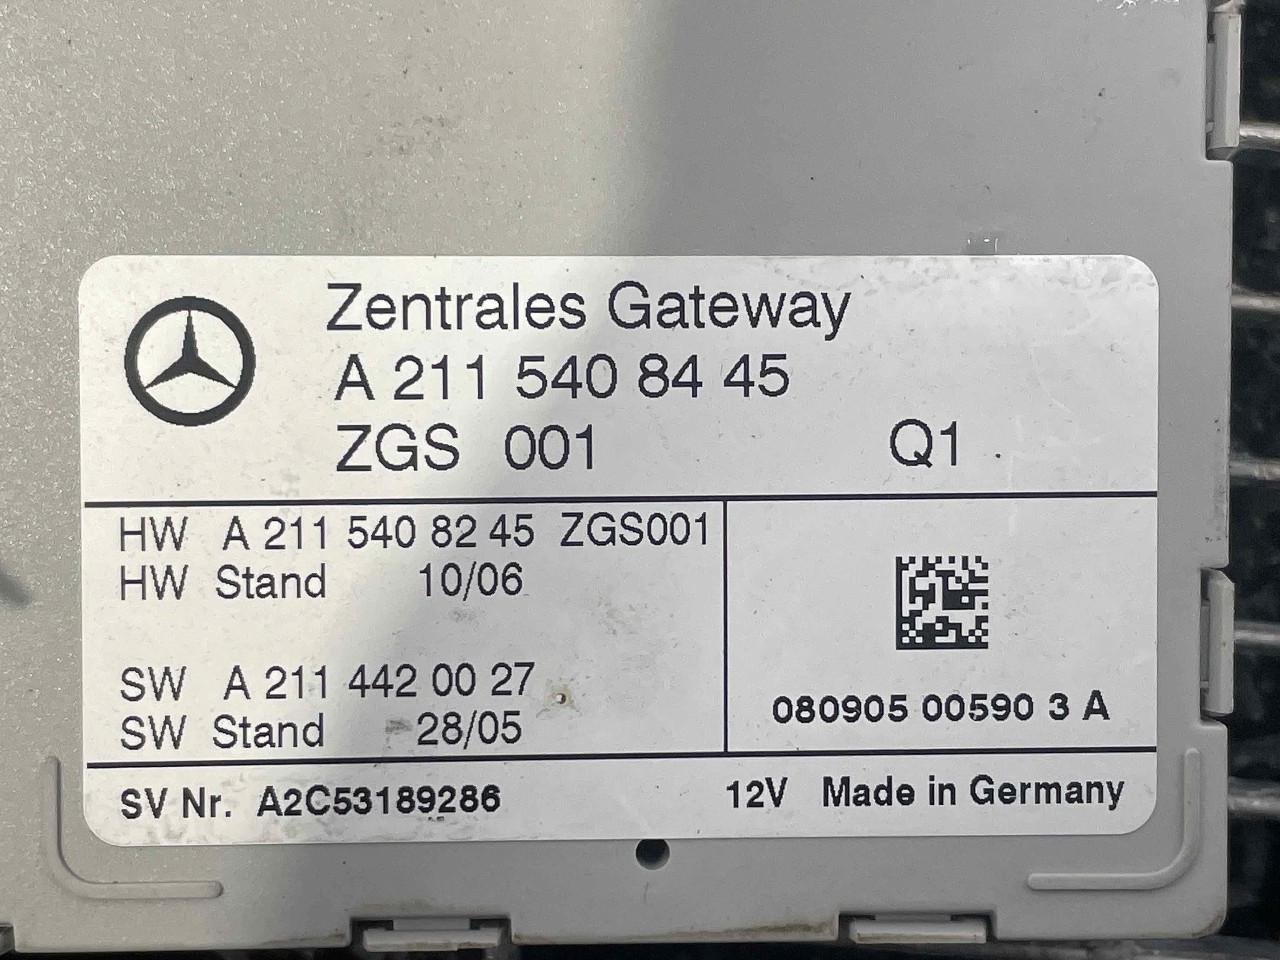 Zentrales Gateway
A 211 540 84 45
ZGS 001 Q1
HW A 211 540 82 45 ZGS001
HW Stand 10/06
SW A 211 442 00 27
SW Stand 28/05
080905 00590 3 A
SV Nr. A2C53189286 12V Made in Germany